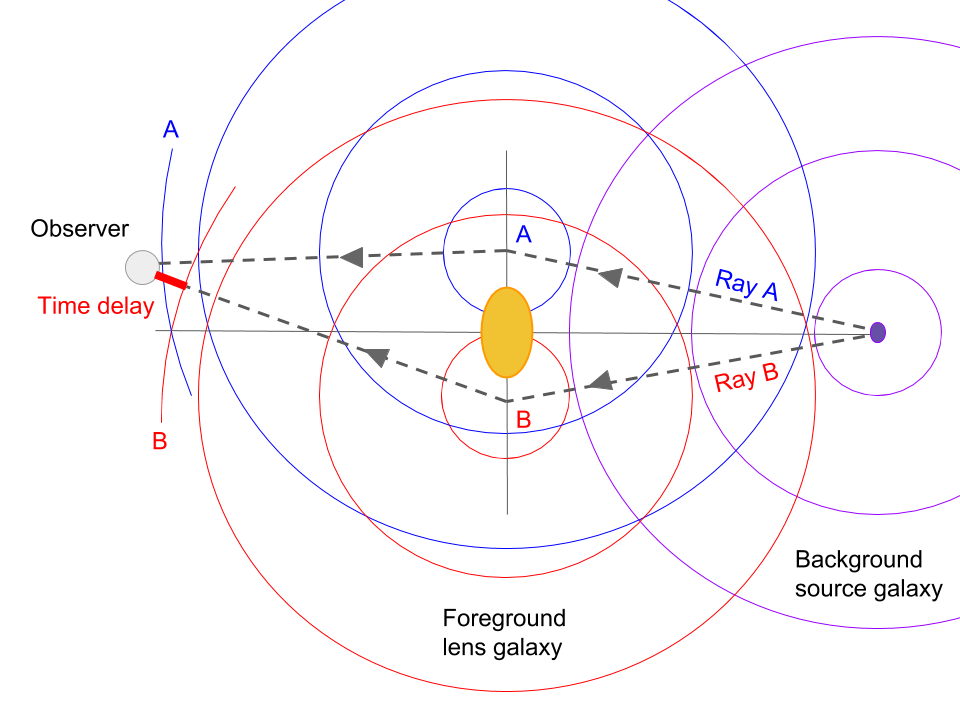 A
Observer
A
Ray A
Time delay
Ray B
B
B
Background
source galaxy
Foreground
lens galaxy